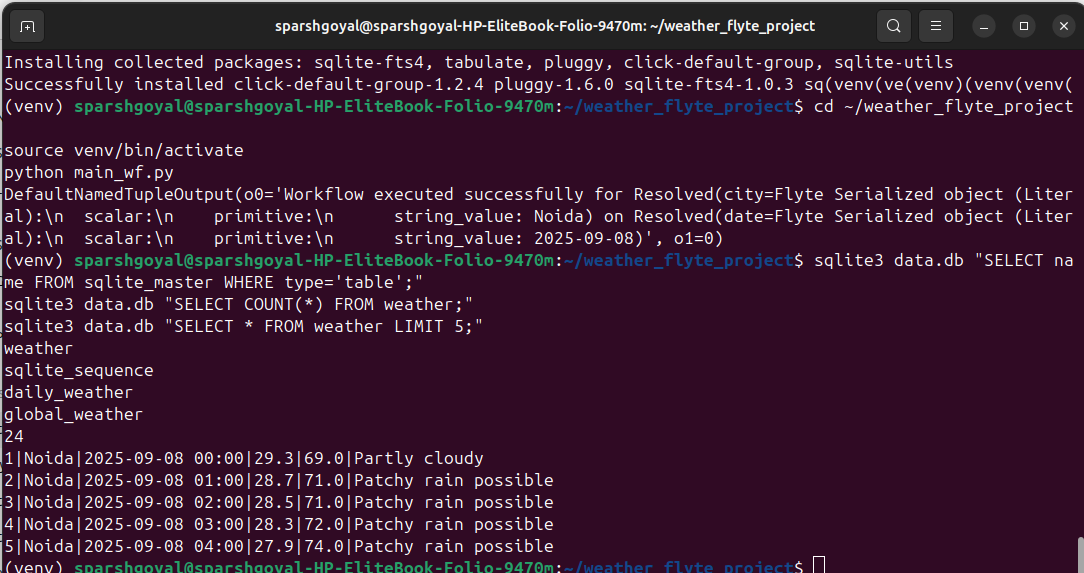 sparshgoyal@sparshgoyal-HP-EliteBook-Folio-9470m: ~/weather_flyte_project
Installing collected packages: sqlite-fts4, tabulate, pluggy, click-default-group, sqlite-utils
Successfully installed click-default-group-1.2.4 pluggy-1.6.0 sqlite-fts4-1.0.3 sq(venv(ve(venv)(venv(venv(
(venv) sparshgoyal@sparshgoyal-HP-EliteBook-Folio-9470m:~/weather_flyte_project$ cd ~/weather_flyte_project
source venv/bin/activate
python main_wf.py
DefaultNamedTupleOutput(o0='Workflow executed successfully for Resolved(city=Flyte Serialized object (Liter
al):\n  scalar:\n    primitive:\n      string_value: Noida) on Resolved(date=Flyte Serialized object (Liter
al):\n  scalar:\n    primitive:\n      string_value: 2025-09-08)', o1=0)
(venv) sparshgoyal@sparshgoyal-HP-EliteBook-Folio-9470m:~/weather_flyte_project$ sqlite3 data.db "SELECT na
me FROM sqlite_master WHERE type='table';"
sqlite3 data.db "SELECT COUNT(*) FROM weather;"
sqlite3 data.db "SELECT * FROM weather LIMIT 5;"
weather
sqlite_sequence
daily_weather
global_weather
24
1|Noida|2025-09-08 00:00|29.3|69.0|Partly cloudy
2|Noida|2025-09-08 01:00|28.7|71.0|Patchy rain possible
3|Noida|2025-09-08 02:00|28.5|71.0|Patchy rain possible
4|Noida|2025-09-08 03:00|28.3|72.0|Patchy rain possible
5|Noida|2025-09-08 04:00|27.9|74.0|Patchy rain possible
(venv) sparshgoyal@sparshgoyal-HP-EliteBook-Folio-9470m:~/weather_flyte_project$